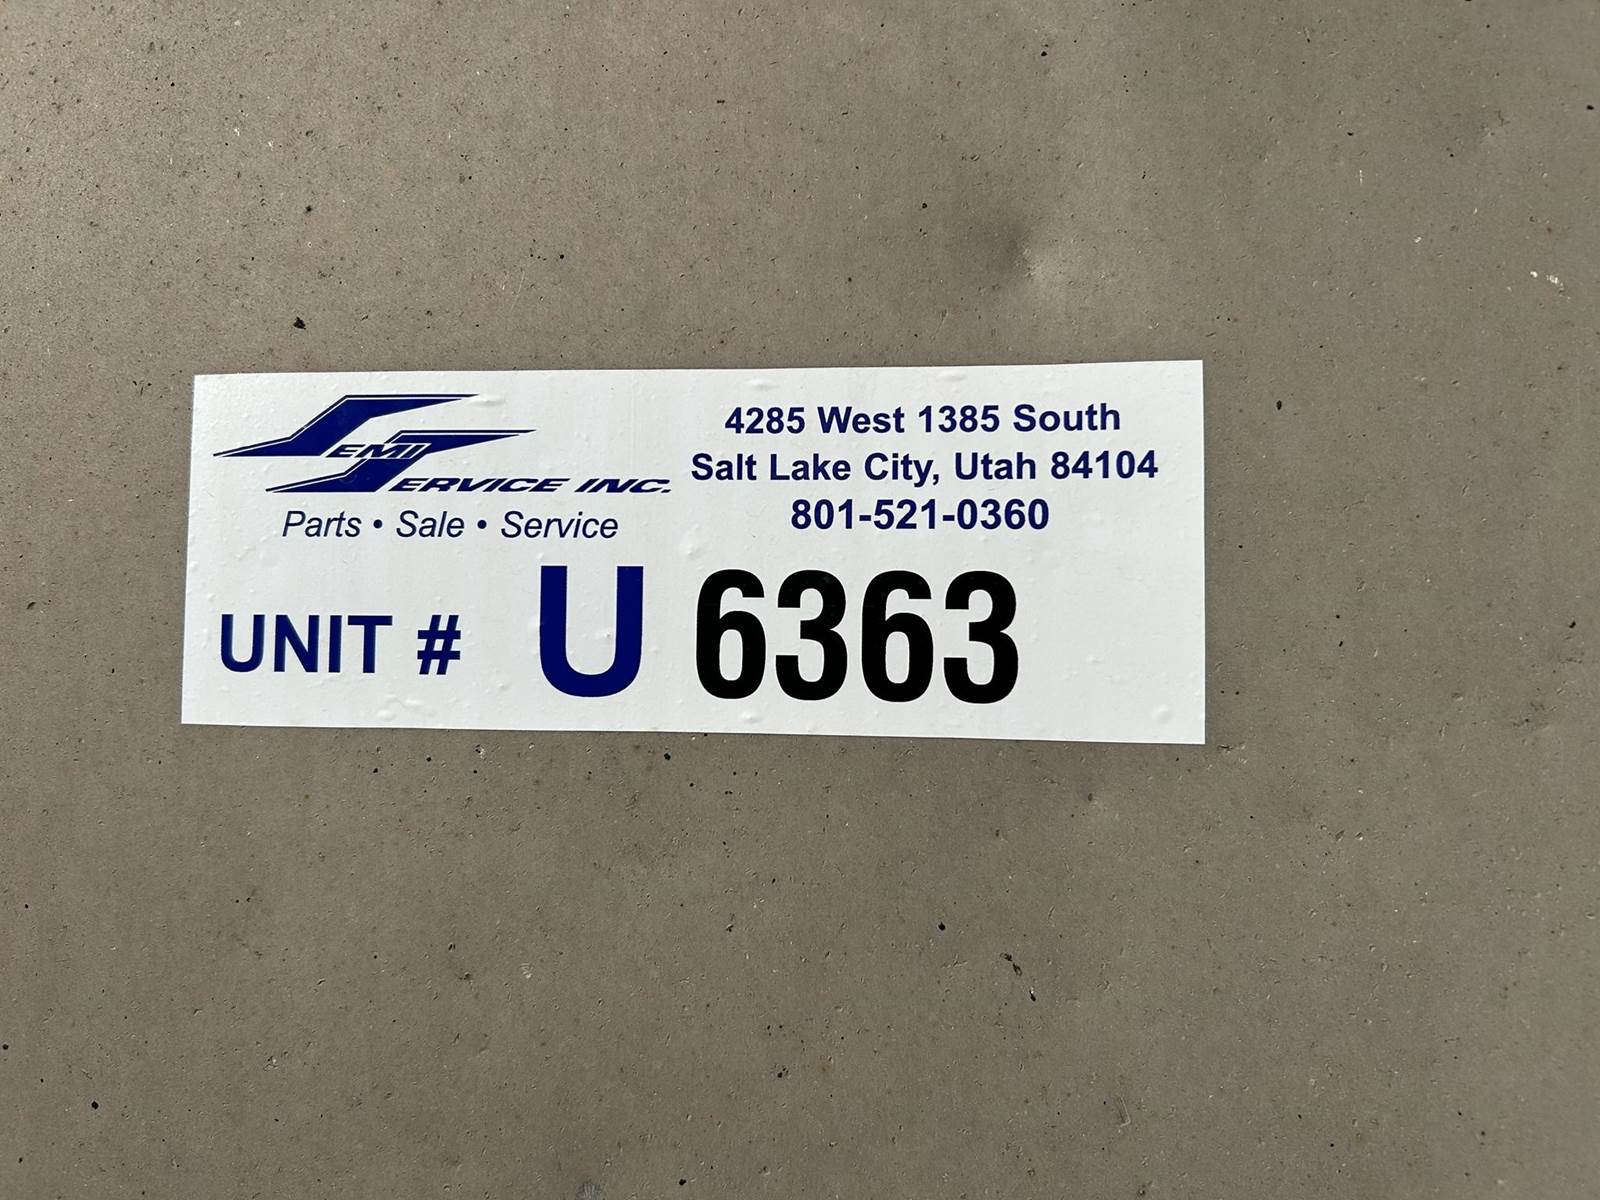 SEMI
SERVICE INC.
Parts • Sale • Service
4285 West 1385 South
Salt Lake City, Utah 84104
801-521-0360
UNIT # U 6363